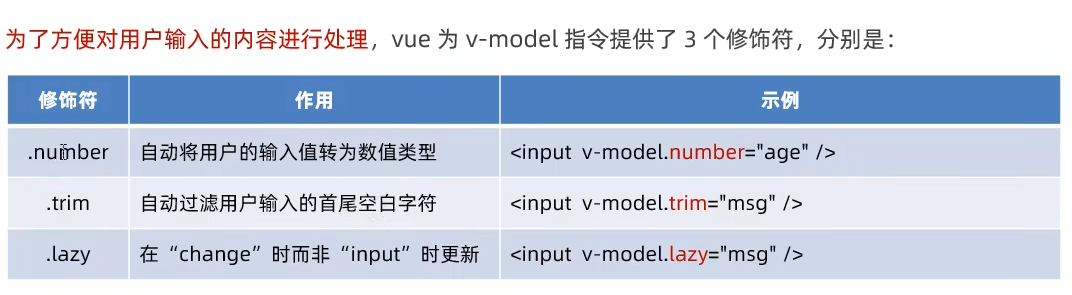 为了方便对用户输入的内容进行处理，vue 为 v-model 指令提供了 3 个修饰符，分别是：
修饰符 作用 示例
.number 自动将用户的输入值转为数值类型 <input v-model.number="age" />
.trim 自动过滤用户输入的首尾空白字符 <input v-model.trim="msg" />
.lazy 在“change”时而非“input”时更新 <input v-model.lazy="msg" />